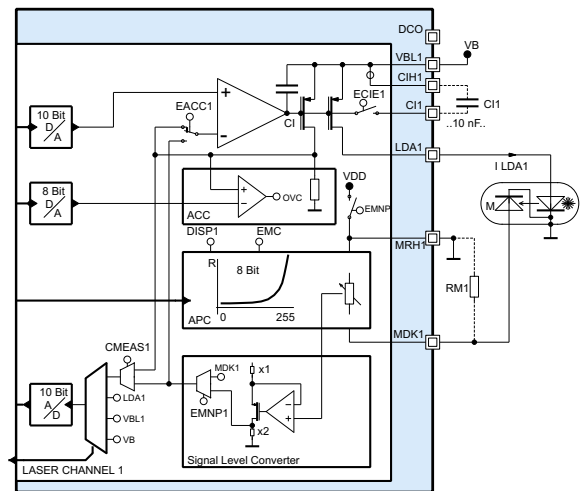 DCO
VBL1
VB
CIH1
ECIE1
CI1
CI1
..10 nF..
EACC1
+
−
CI
10 Bit
D
A
LDA1
I LDA1
8 Bit
D
A
+
−
OVC
ACC
VDD
EMNP
M
DISP1
EMC
MRH1
R
8 Bit
RM1
0
255
APC
MDK1
CMEAS1
MDK1
x1
EMNP1
−
+
x2
10 Bit
A
D
LDA1
VBL1
VB
LASER CHANNEL 1
Signal Level Converter